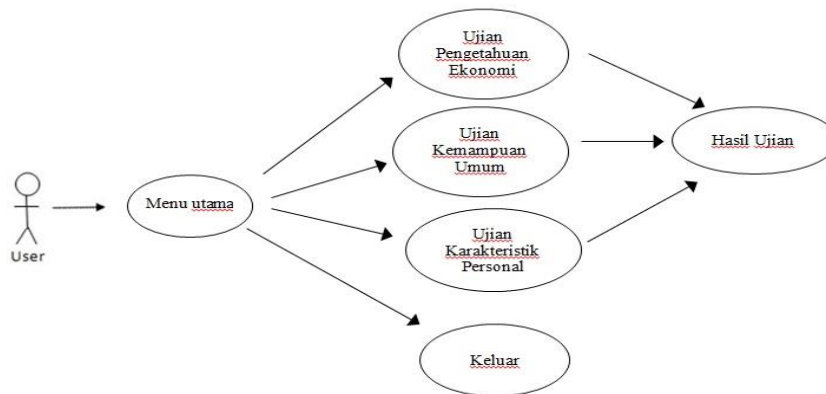 User
Menu utama
Ujian
Pengetahuan
Ekonomi
Ujian
Kemampuan
Umum
Ujian
Karakteristik
Personal
Keluar
Hasil Ujian